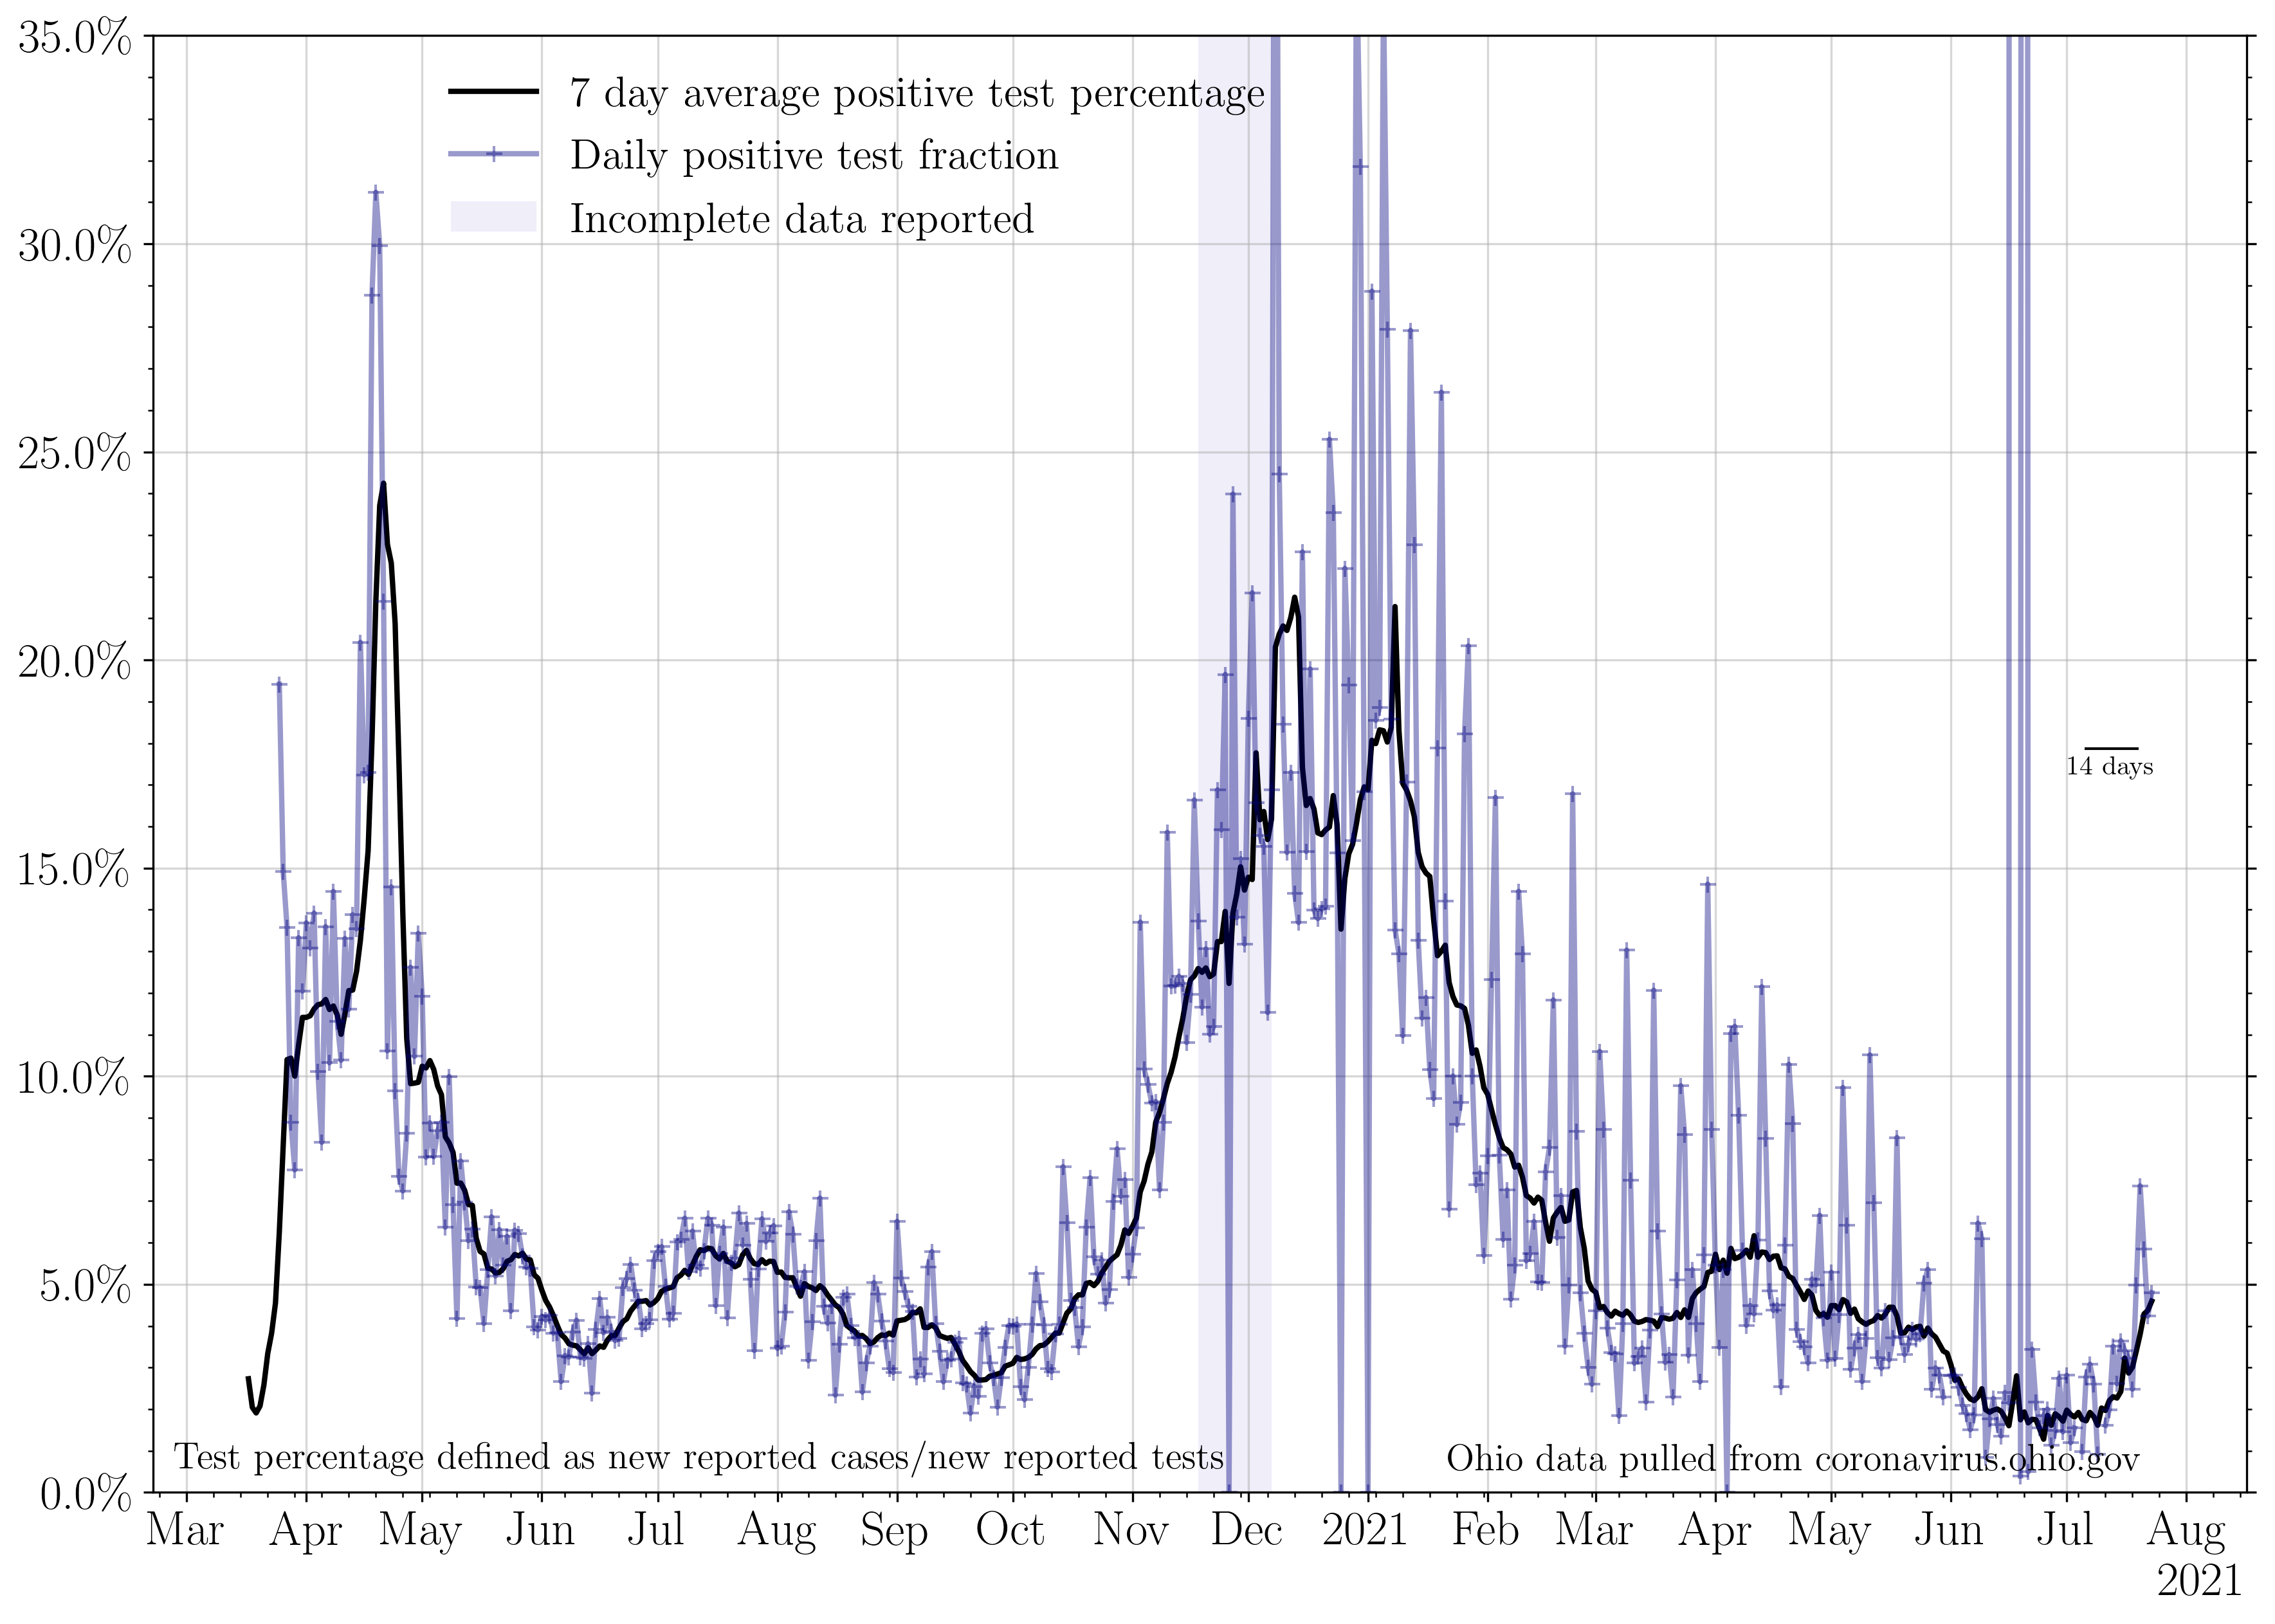 35.0%
7 day average positive test percentage
Daily positive test fraction
Incomplete data reported
30.0%
25.0%
20.0%
14 days
15.0%
10.0%
5.0%
Test percentage defined as new reported cases/new reported tests
Ohio data pulled from coronavirus.ohio.gov
0.0%
Mar Apr May Jun Jul Aug Sep Oct Nov Dec 2021 Feb Mar Apr May Jun Jul Aug
2021